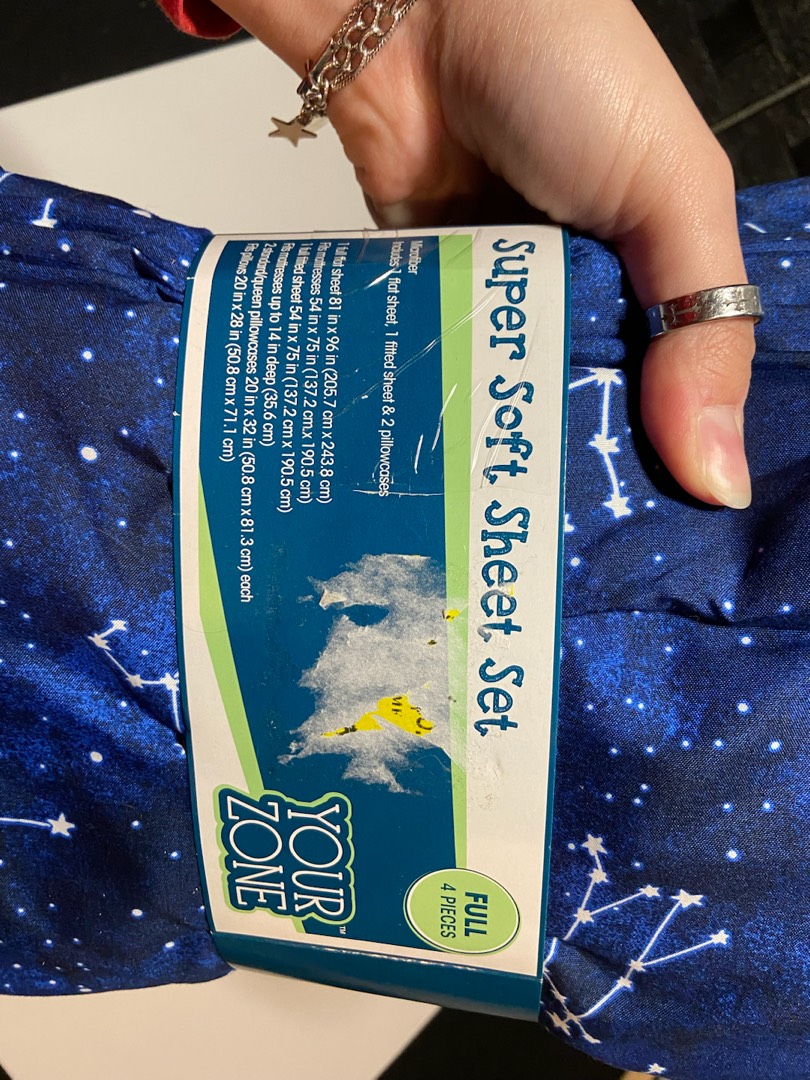 Super Soft Sheet Set
Microfiber
Includes 1 flat sheet, 1 fitted sheet & 2 pillowcases
1 full flat sheet 81 in x 96 in (205.7 cm x 243.8 cm)
Fits mattresses 54 in x 75 in (137.2 cm x 190.5 cm)
1 full fitted sheet 54 in x 75 in (137.2 cm x 190.5 cm)
Fits mattresses up to 14 in deep (35.6 cm)
2 standard/queen pillowcases 20 in x 32 in (50.8 cm x 81.3 cm) each
Fits pillows 20 in x 28 in (50.8 cm x 71.1 cm)
FULL
4 PIECES
YOUR
ZONE™